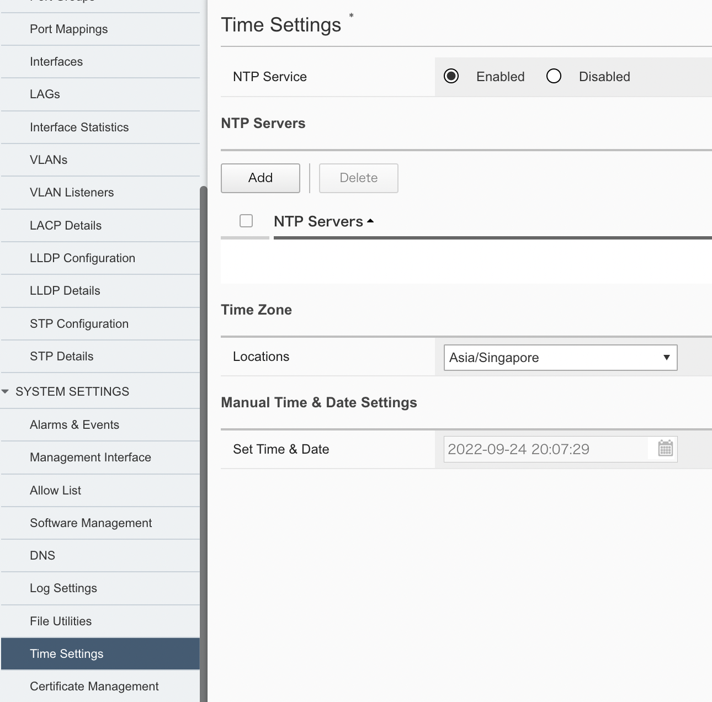 Port Mappings
Interfaces
LAGs
Interface Statistics
VLANs
VLAN Listeners
LACP Details
LLDP Configuration
LLDP Details
STP Configuration
STP Details
SYSTEM SETTINGS
Alarms & Events
Management Interface
Allow List
Software Management
DNS
Log Settings
File Utilities
Time Settings
Certificate Management
Time Settings *
NTP Service Enabled Disabled
NTP Servers
Add Delete
NTP Servers
Time Zone
Locations Asia/Singapore
Manual Time & Date Settings
Set Time & Date 2022-09-24 20:07:29